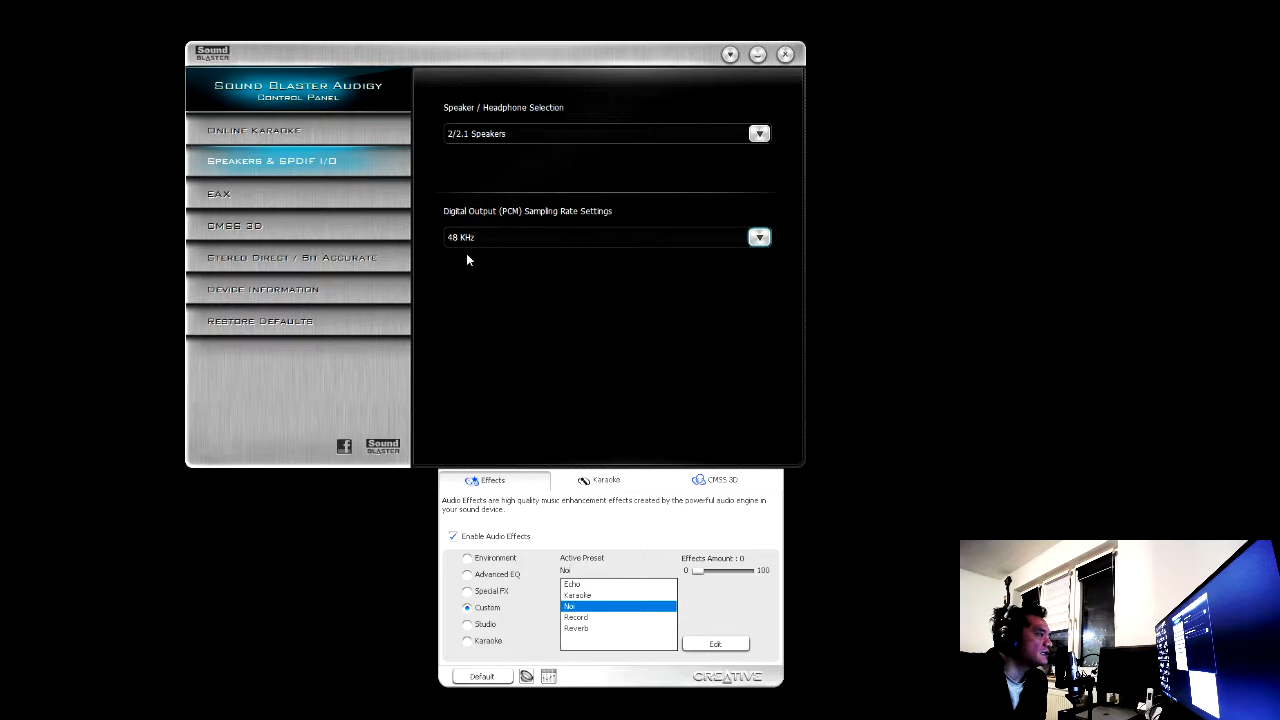 Sound
BLASTER
SOUND BLASTER AUDIGY
CONTROL PANEL
ONLINE KARAOKE
SPEAKERS & SPDIF I/O
EAX
CMSS 3D
STEREO DIRECT / BIT ACCURATE
DEVICE INFORMATION
RESTORE DEFAULTS
f
Sound
BLASTER
Speaker / Headphone Selection
2/2.1 Speakers
Digital Output (PCM) Sampling Rate Settings
48 KHz
Effects
Karaoke
CMSS 3D
Audio Effects are high quality music enhancement effects created by the powerful audio engine in
your sound device.
Enable Audio Effects
Environment
Advanced EQ
Special FX
Custom
Studio
Karaoke
Active Preset
Noi
Echo
Karaoke
Noi
Record
Reverb
Effects Amount : 0
0
100
Edit
Default
CREATIVE